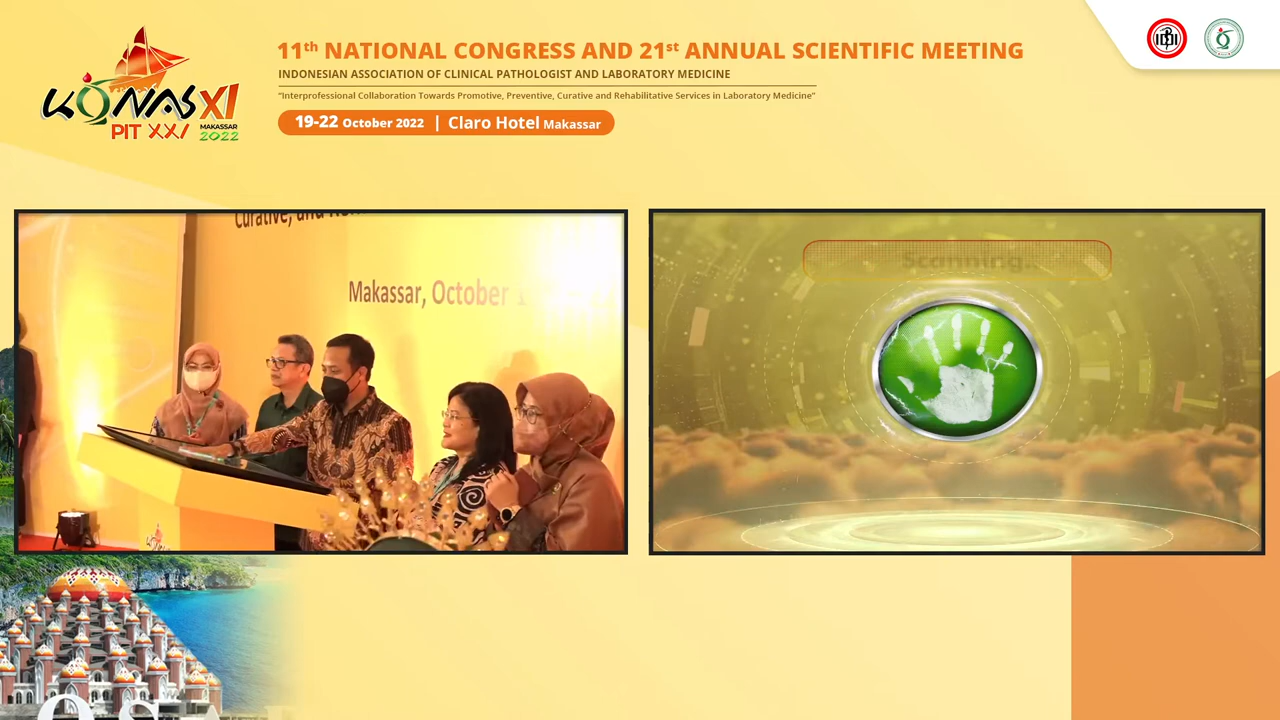 KONAS XI
PIT XXI MAKASSAR 2022
11th NATIONAL CONGRESS AND 21st ANNUAL SCIENTIFIC MEETING
INDONESIAN ASSOCIATION OF CLINICAL PATHOLOGIST AND LABORATORY MEDICINE
"Interprofessional Collaboration Towards Promotive, Preventive, Curative and Rehabilitative Services in Laboratory Medicine"
19-22 October 2022 | Claro Hotel Makassar
IDI
Curative, and
Makassar, October 1
Scanning..